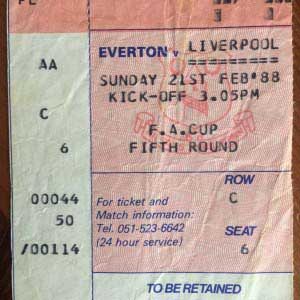 EVERTON v LIVERPOOL
=========
AA
SUNDAY 21ST FEB'88
KICK-OFF 3.05PM
C
F.A.CUP
6
FIFTH ROUND
ROW
00044
For ticket and
C
50
Match information:
Tel. 051-523-6642
SEAT
/00114
(24 hour service)
6
TO BE RETAINED